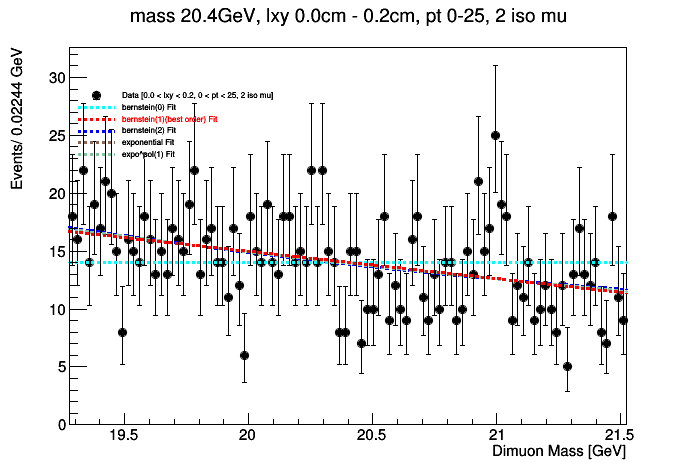 mass 20.4GeV, lxy 0.0cm - 0.2cm, pt 0-25, 2 iso mu
Events/ 0.02244 GeV
30
25
20
15
10
5
0
Data [0.0 < lxy < 0.2, 0 < pt < 25, 2 iso mu]
bernstein(0) Fit
bernstein(1)(best order) Fit
bernstein(2) Fit
exponential Fit
expo*pol(1) Fit
19.5 20 20.5 21 21.5
Dimuon Mass [GeV]